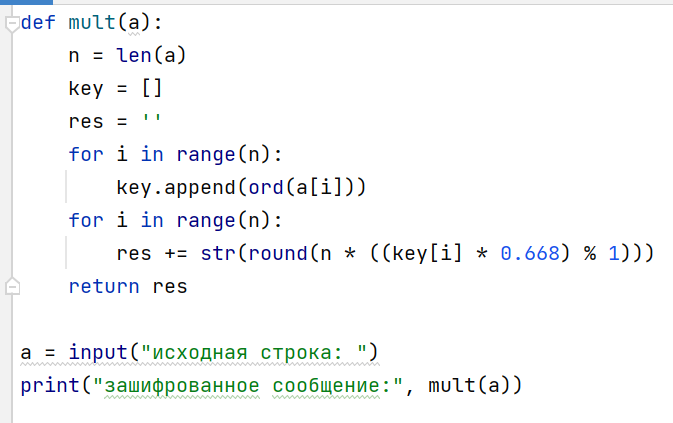 def mult(a):
    n = len(a)
    key = []
    res = ''
    for i in range(n):
        key.append(ord(a[i]))
    for i in range(n):
        res += str(round(n * ((key[i] * 0.668) % 1)))
    return res
a = input("исходная строка: ")
print("зашифрованное сообщение:", mult(a))